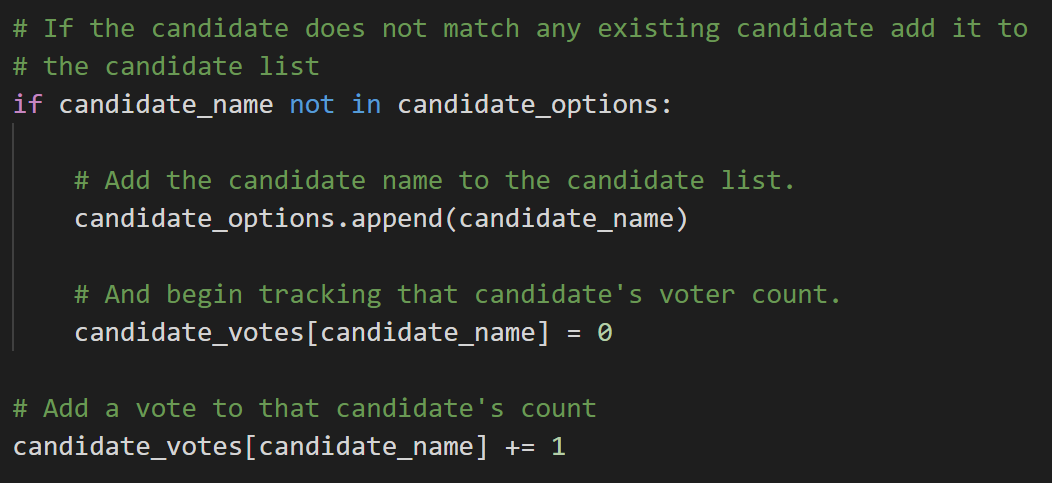 # If the candidate does not match any existing candidate add it to
# the candidate list
if candidate_name not in candidate_options:
    # Add the candidate name to the candidate list.
    candidate_options.append(candidate_name)
    # And begin tracking that candidate's voter count.
    candidate_votes[candidate_name] = 0
# Add a vote to that candidate's count
candidate_votes[candidate_name] += 1